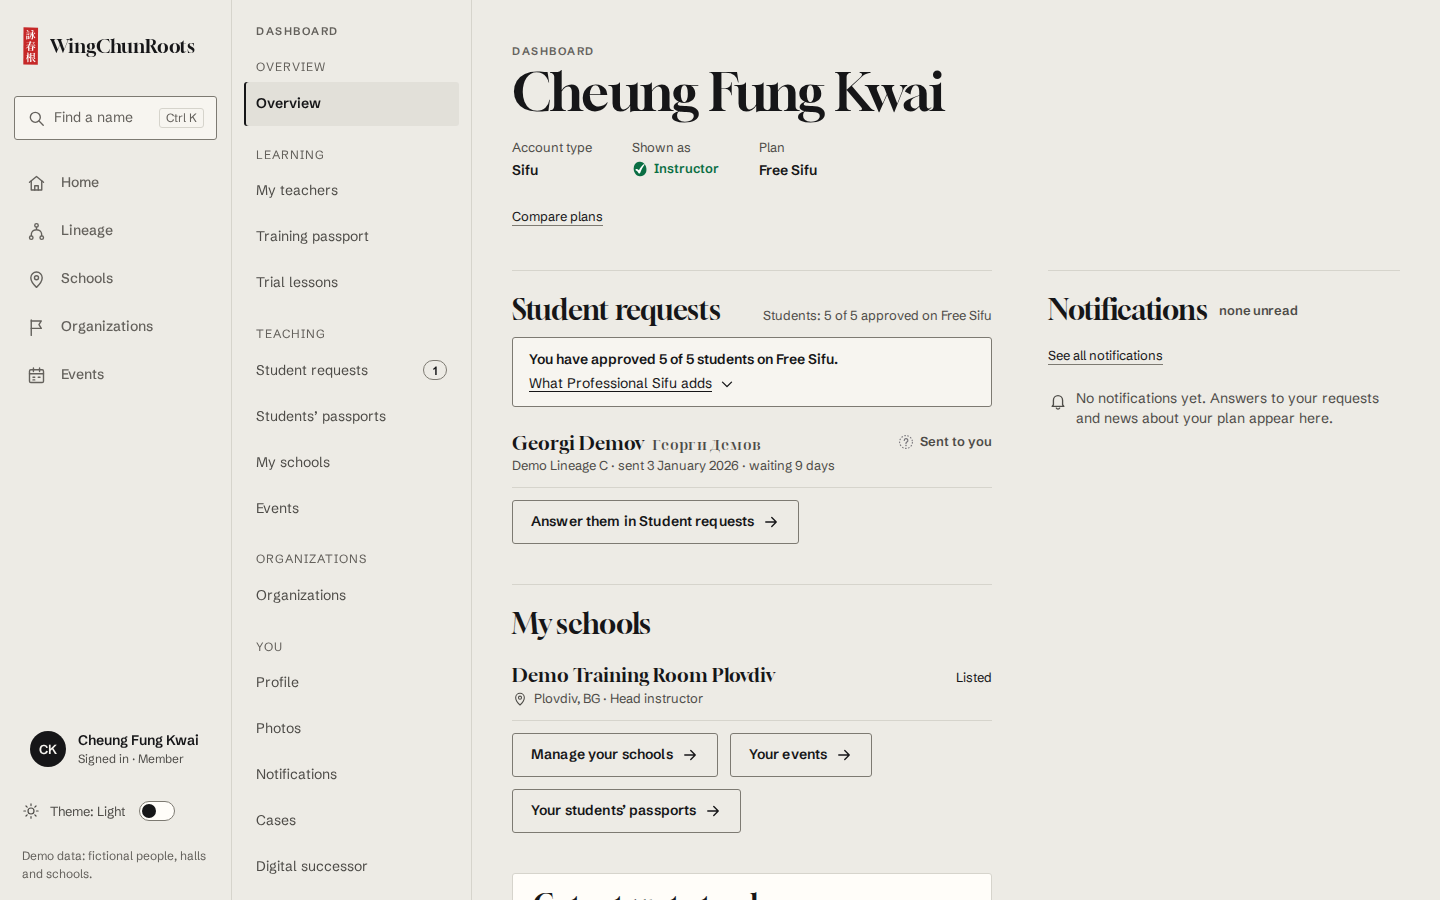 詠春根
WingChunRoots
Find a name
Ctrl K
Home
Lineage
Schools
Organizations
Events
CK
Cheung Fung Kwai
Signed in · Member
Theme: Light
Demo data: fictional people, halls
and schools.
DASHBOARD
OVERVIEW
Overview
LEARNING
My teachers
Training passport
Trial lessons
TEACHING
Student requests
1
Students’ passports
My schools
Events
ORGANIZATIONS
Organizations
YOU
Profile
Photos
Notifications
Cases
Digital successor
DASHBOARD
Cheung Fung Kwai
Account type
Sifu
Shown as
Instructor
Plan
Free Sifu
Compare plans
Student requests
Students: 5 of 5 approved on Free Sifu
You have approved 5 of 5 students on Free Sifu.
What Professional Sifu adds
Georgi Demov Георги Демов
Sent to you
Demo Lineage C · sent 3 January 2026 · waiting 9 days
Answer them in Student requests
My schools
Demo Training Room Plovdiv
Listed
Plovdiv, BG · Head instructor
Manage your schools
Your events
Your students’ passports
Notifications
none unread
See all notifications
No notifications yet. Answers to your requests
and news about your plan appear here.